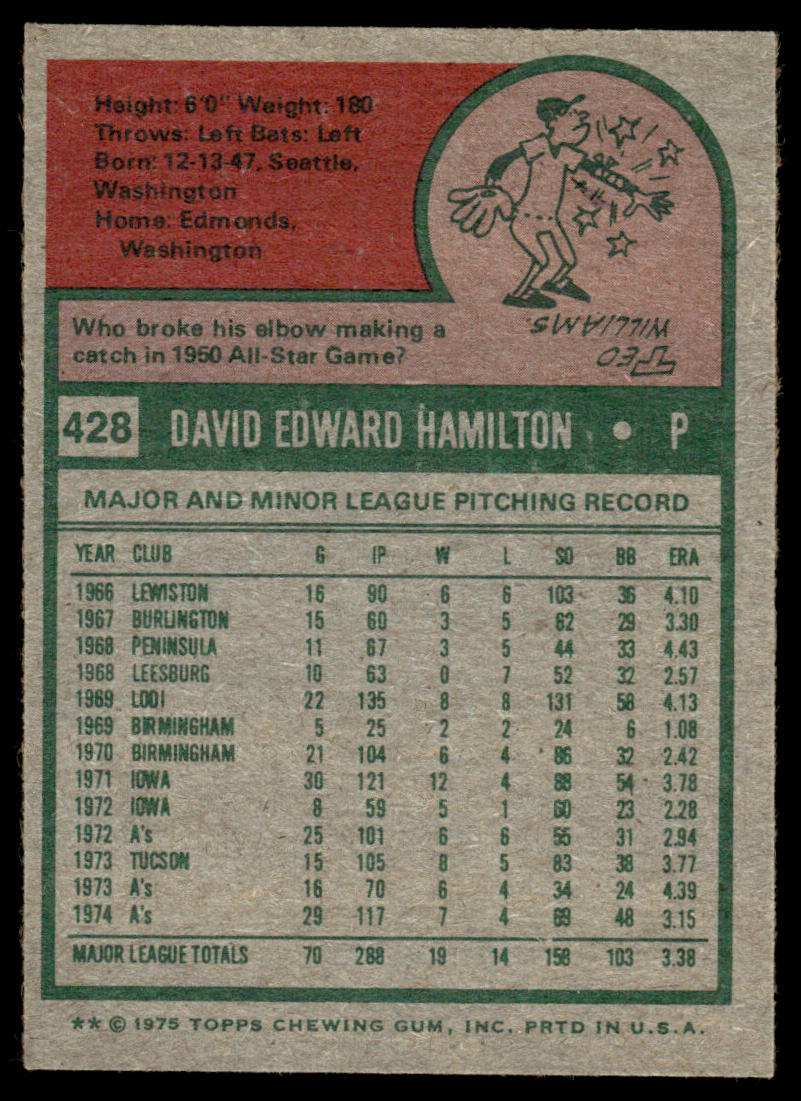 Height: 6'0" Weight: 180
Throws: Left Bats: Left
Born: 12-13-47, Seattle,
Washington
Home: Edmonds,
Washington
Who broke his elbow making a
catch in 1950 All-Star Game?
TED
WILLIAMS.
428 DAVID EDWARD HAMILTON • P
MAJOR AND MINOR LEAGUE PITCHING RECORD
YEAR CLUB G IP W L SO BB ERA
1966 LEWISTON 16 90 6 6 103 36 4.10
1967 BURLINGTON 15 60 3 5 62 29 3.30
1968 PENINSULA 11 67 3 5 44 33 4.43
1968 LEESBURG 10 63 0 7 52 32 2.57
1969 LODI 22 135 8 8 131 58 4.13
1969 BIRMINGHAM 5 25 2 2 24 6 1.08
1970 BIRMINGHAM 21 104 6 4 86 32 2.42
1971 IOWA 30 121 12 4 88 54 3.78
1972 IOWA 8 59 5 1 60 23 2.28
1972 A's 25 101 6 6 55 31 2.94
1973 TUCSON 15 105 8 5 83 38 3.77
1973 A's 16 70 6 4 34 24 4.39
1974 A's 29 117 7 4 69 48 3.15
MAJOR LEAGUE TOTALS 70 288 19 14 158 103 3.38
** © 1975 TOPPS CHEWING GUM, INC. PRTD IN U.S.A.